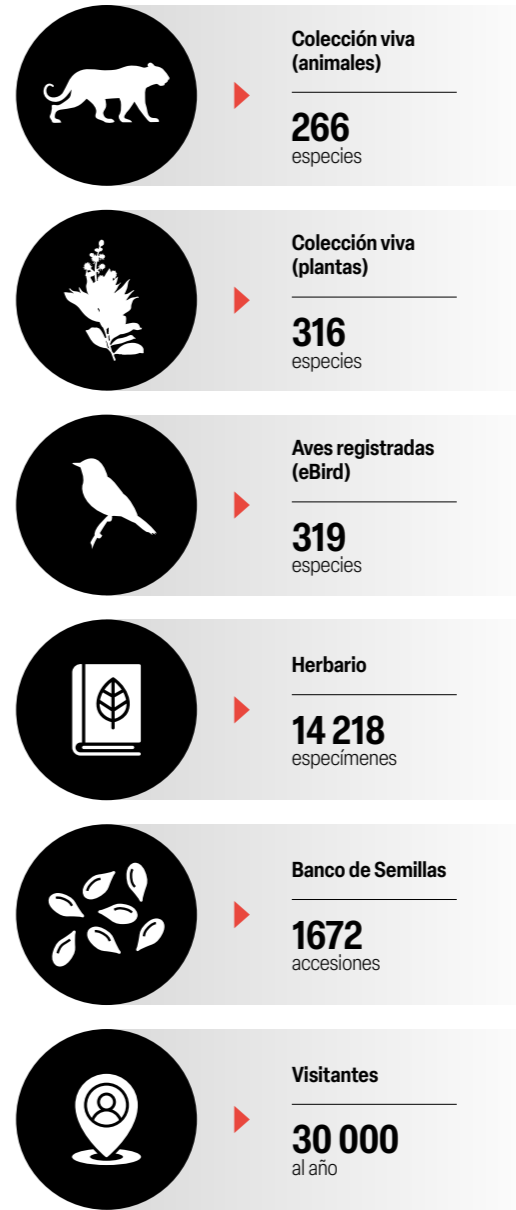 Colección viva
(animales)
266
especies
Colección viva
(plantas)
316
especies
Aves registradas
(eBird)
319
especies
Herbario
14 218
especímenes
Banco de Semillas
1672
accesiones
Visitantes
30 000
al año